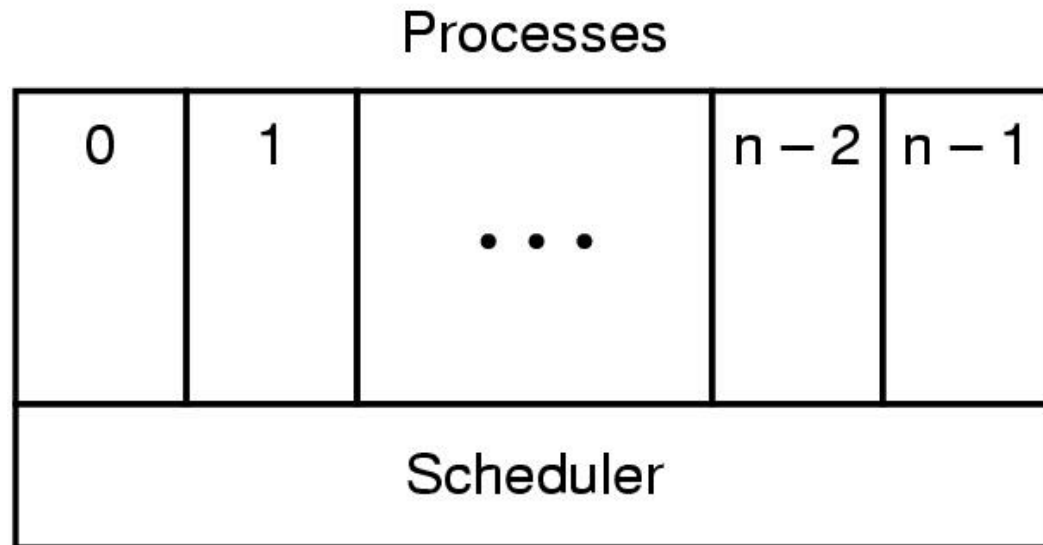 Processes
0 1 n – 2 n – 1
• • •
Scheduler